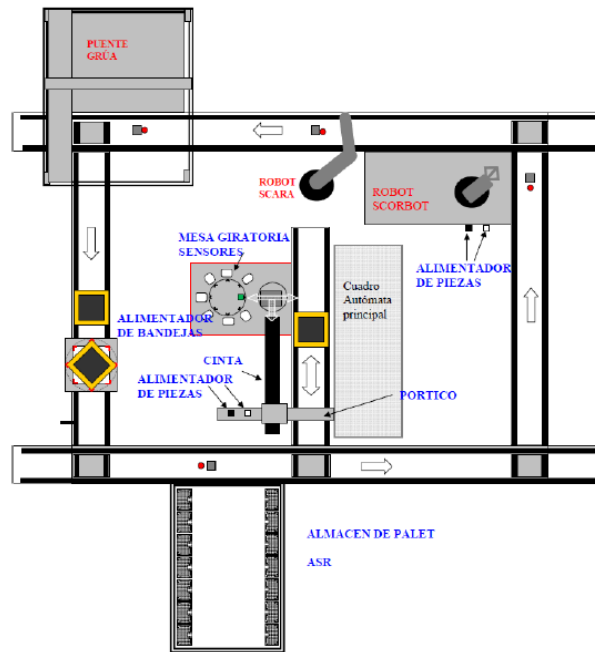 PUENTE
GRÚA
ROBOT
SCARA
ROBOT
SCORBOT
MESA GIRATORIA
SENSORES
ALIMENTADOR
DE PIEZAS
Cuadro
Autómata
principal
ALIMENTADOR
DE BANDEJAS
CINTA
ALIMENTADOR
DE PIEZAS
PORTICO
ALMACEN DE PALET
ASR